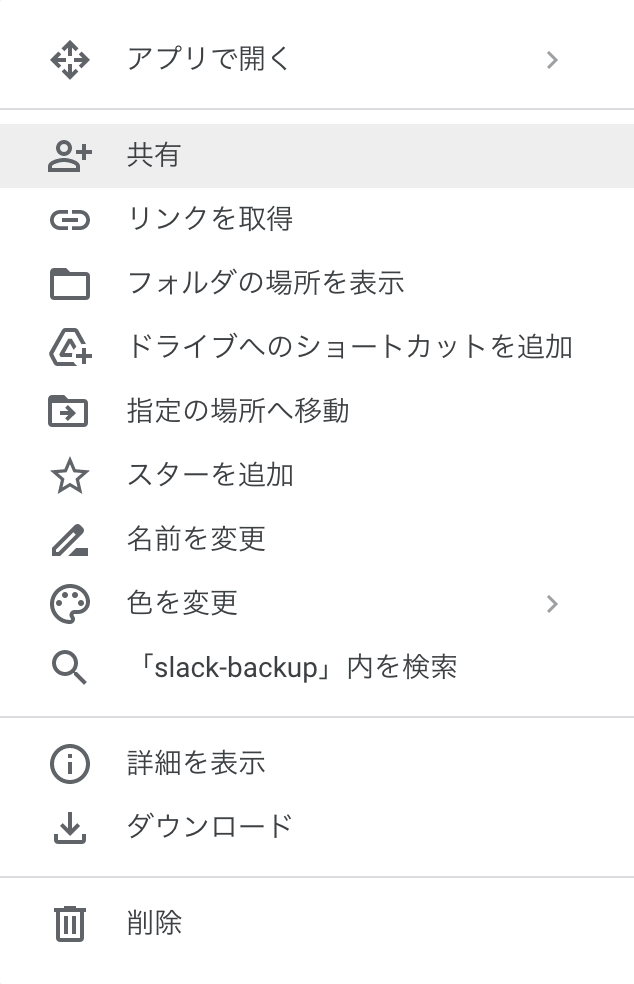 アプリで開く
共有
リンクを取得
フォルダの場所を表示
ドライブへのショートカットを追加
指定の場所へ移動
スターを追加
名前を変更
色を変更
「slack-backup」内を検索
詳細を表示
ダウンロード
削除